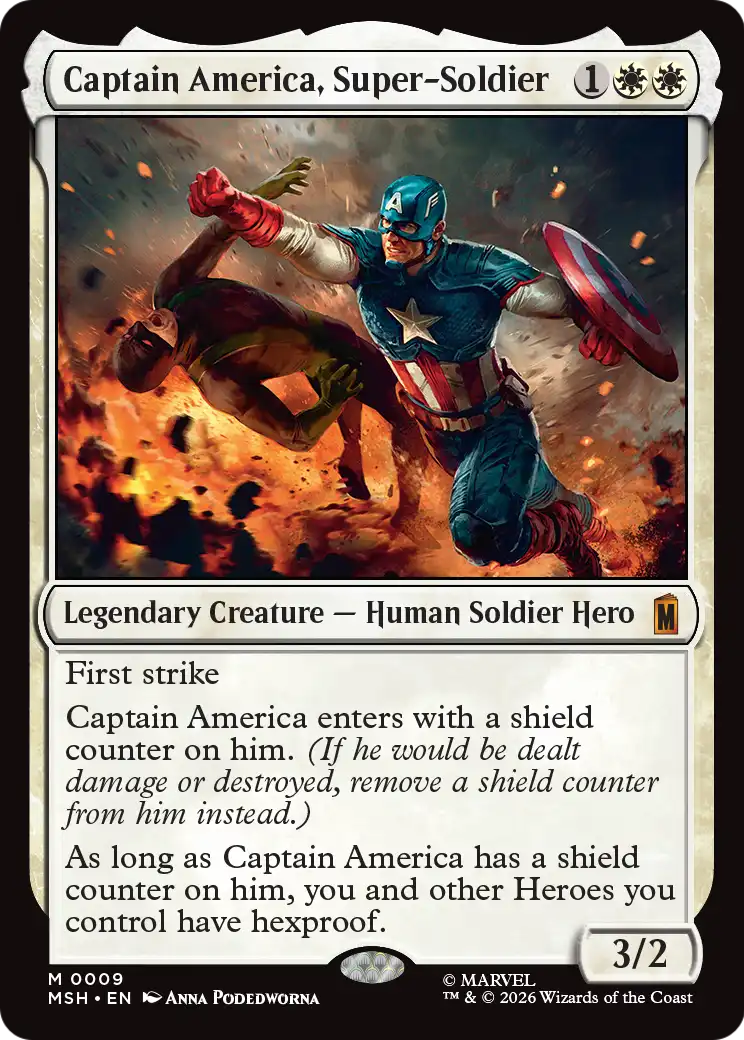 Captain America, Super-Soldier 1
A
M
Legendary Creature — Human Soldier Hero
First strike
Captain America enters with a shield
counter on him. (If he would be dealt
damage or destroyed, remove a shield counter
from him instead.)
As long as Captain America has a shield
counter on him, you and other Heroes you
control have hexproof.
3/2
M 0009
MSH • EN Anna Podedworna
© MARVEL
™ & © 2026 Wizards of the Coast